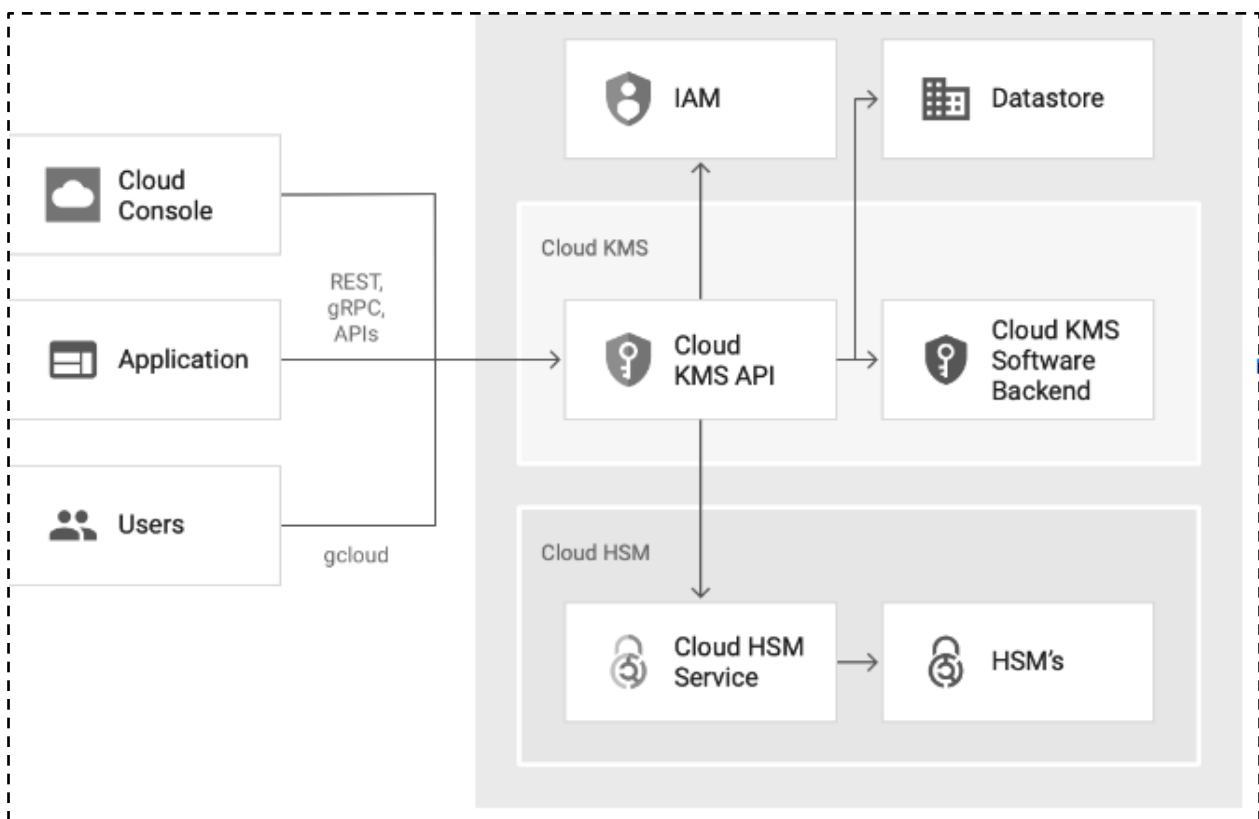 IAM
Datastore
Cloud
Console
Cloud KMS
REST,
gRPC,
APIs
Application
Cloud
KMS API
Cloud KMS
Software
Backend
Users
gcloud
Cloud HSM
Cloud HSM
Service
HSM’s